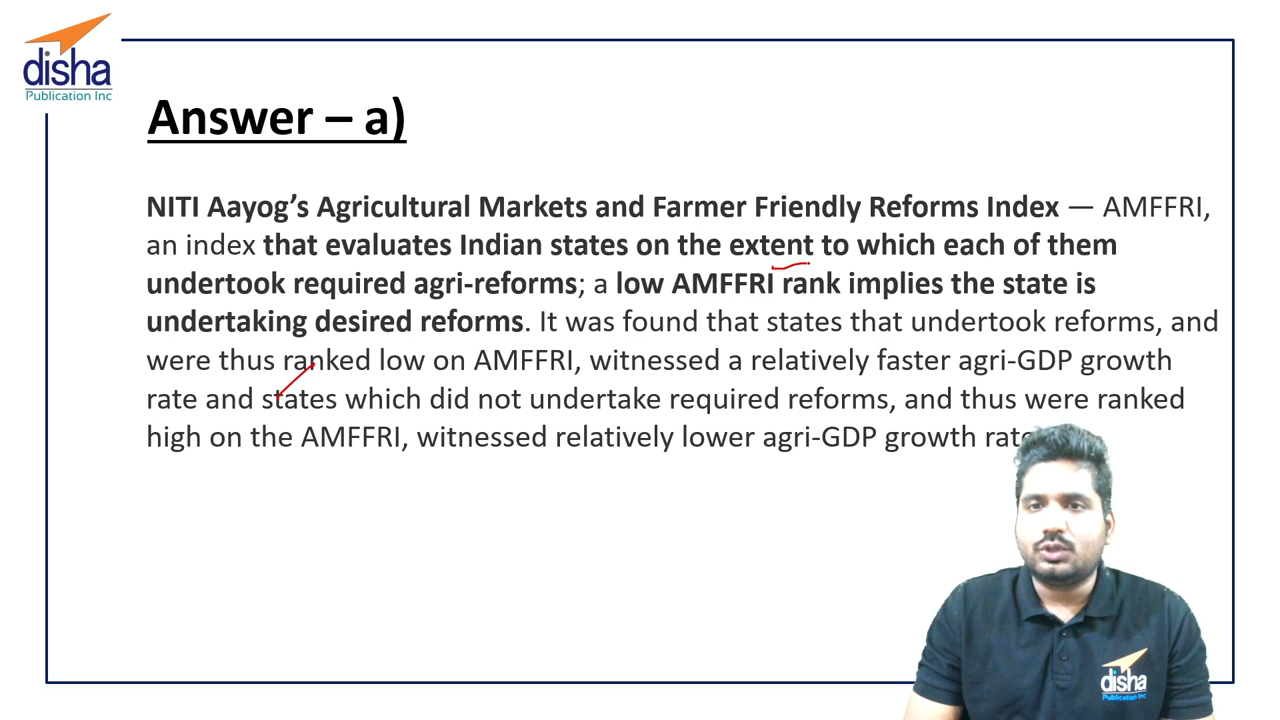 disha
Publication Inc
Answer – a)
NITI Aayog’s Agricultural Markets and Farmer Friendly Reforms Index — AMFFRI,
an index that evaluates Indian states on the extent to which each of them
undertook required agri-reforms; a low AMFFRI rank implies the state is
undertaking desired reforms. It was found that states that undertook reforms, and
were thus ranked low on AMFFRI, witnessed a relatively faster agri-GDP growth
rate and states which did not undertake required reforms, and thus were ranked
high on the AMFFRI, witnessed relatively lower agri-GDP growth rate
disha
Publication Inc